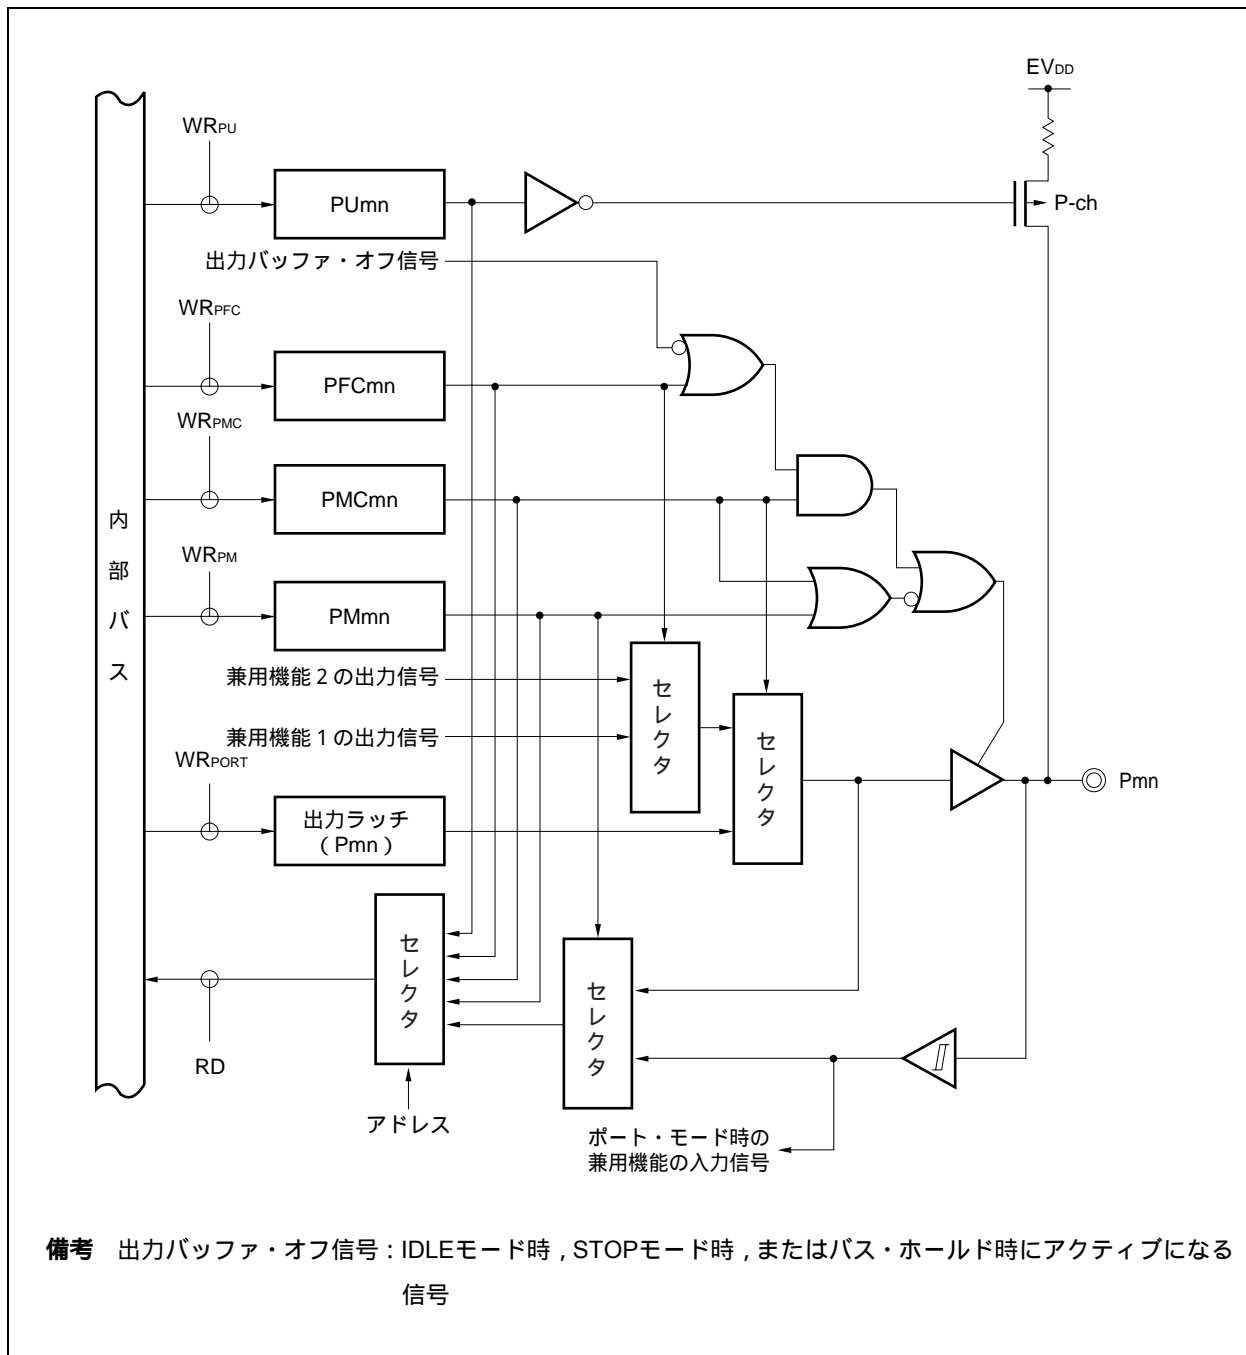 EVDD
WRPU
PUmn
P-ch
出力バッファ・オフ信号
WRPFC
PFCmn
WRPMC
PMCmn
内部バス
WRPM
PMmn
兼用機能２の出力信号
セレクタ
兼用機能１の出力信号
セレクタ
WRPORT
Pmn
出力ラッチ
（Pmn）
セレクタ
セレクタ
RD
アドレス
ポート・モード時の
兼用機能の入力信号
備考　出力バッファ・オフ信号：IDLEモード時，STOPモード時，またはバス・ホールド時にアクティブになる
信号